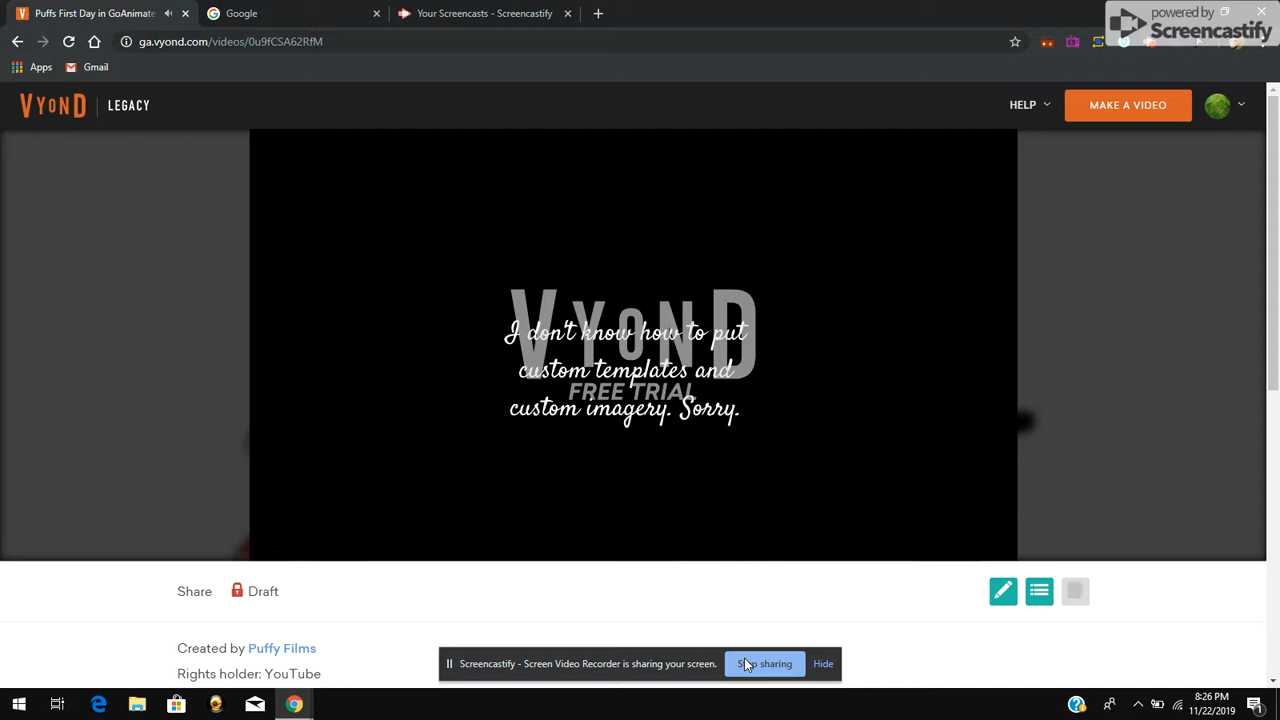 Puffs First Day in GoAnimate
Google
Your Screencasts - Screencastify
powered by
Screencastify
ga.vyond.com/videos/0u9fCSA62RfM
Apps
Gmail
VYOND
LEGACY
HELP
MAKE A VIDEO
VYOND
FREE TRIAL
I don't know how to put
custom templates and
custom imagery. Sorry.
Share
Draft
Created by Puffy Films
Rights holder: YouTube
Screencastify - Screen Video Recorder is sharing your screen.
Stop sharing
Hide
8:26 PM
11/22/2019
1